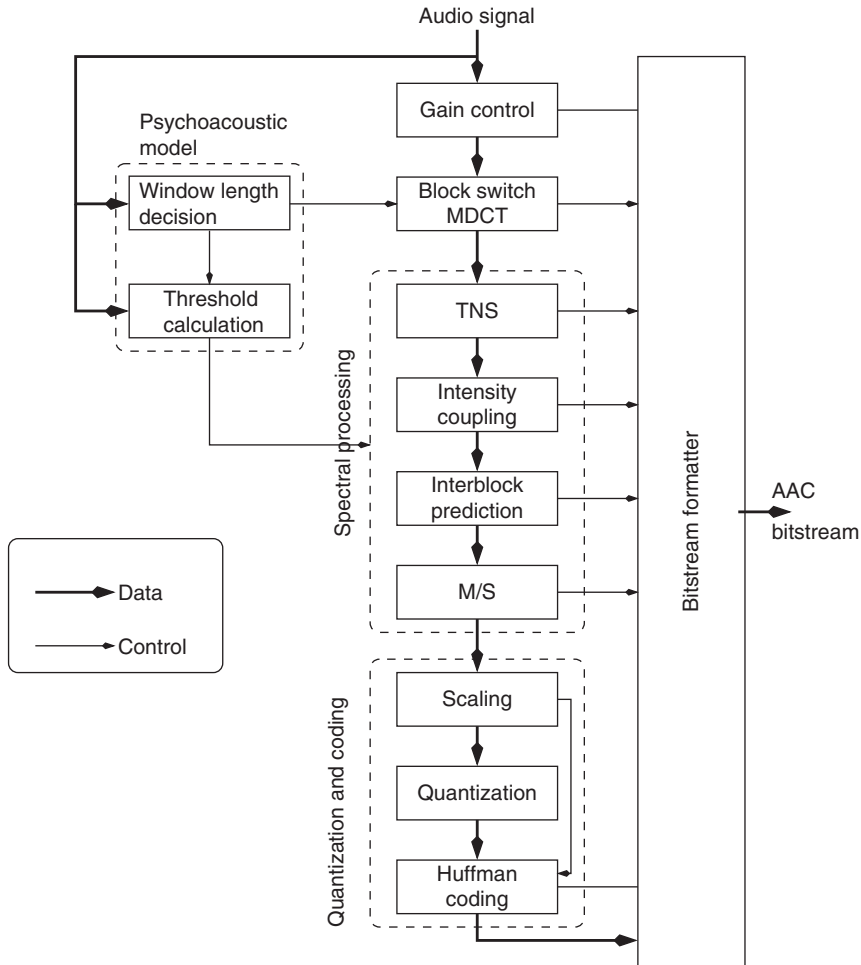 Audio signal
Gain control
Psychoacoustic
model
Window length
decision
Block switch
MDCT
Threshold
calculation
TNS
Intensity
coupling
Interblock
prediction
M/S
Spectral processing
Bitstream formatter
AAC
bitstream
Data
Control
Scaling
Quantization
Huffman
coding
Quantization and coding